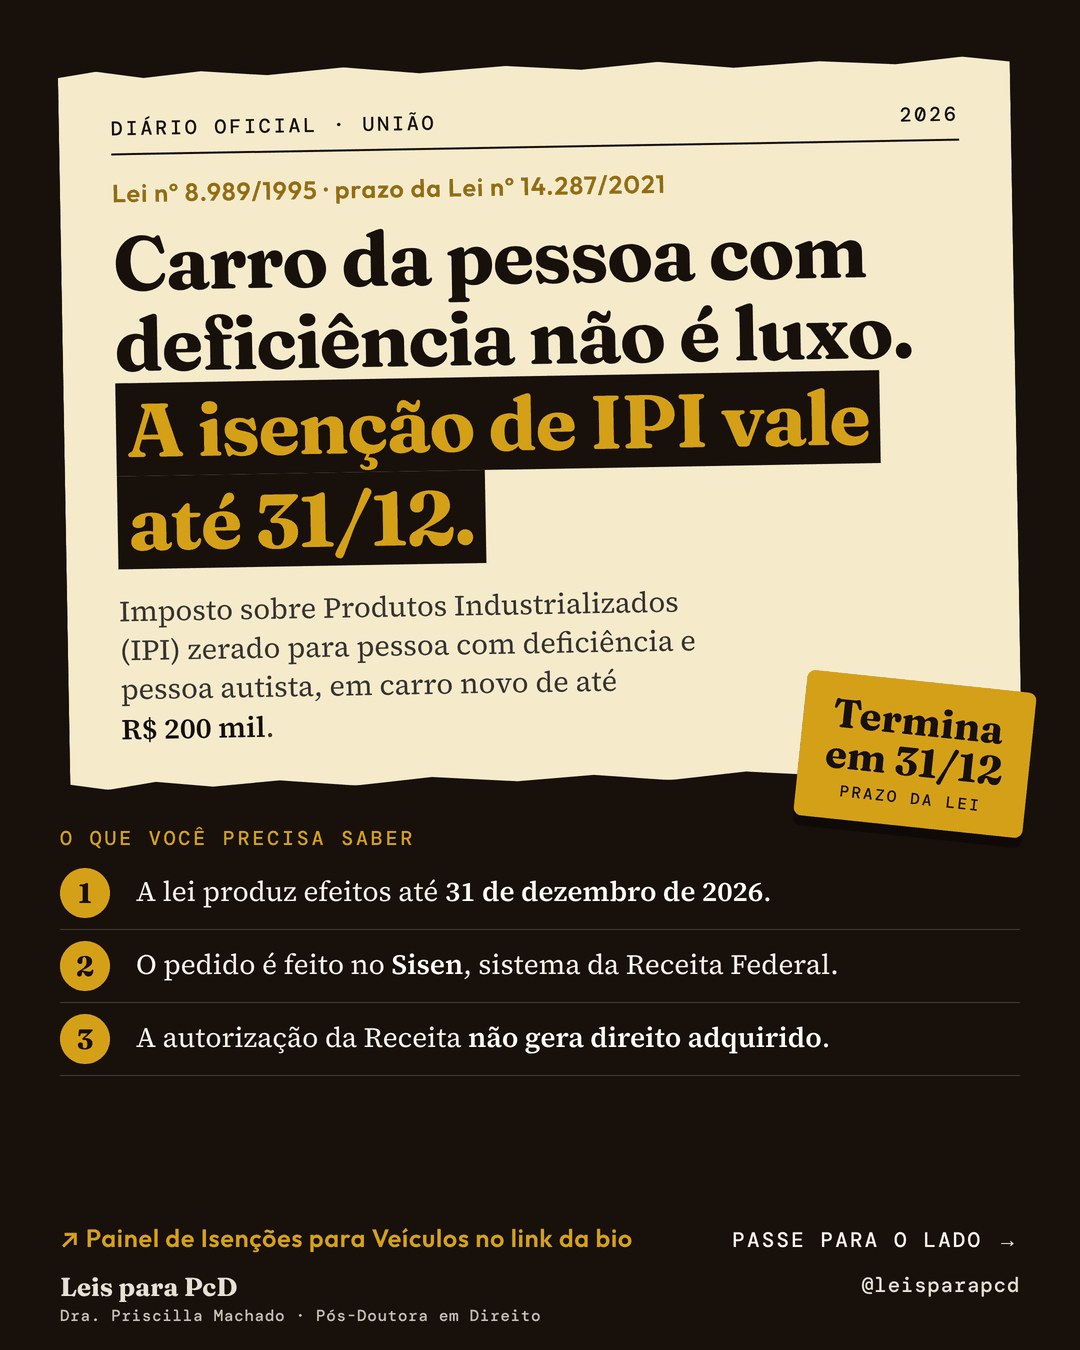 DIÁRIO OFICIAL · UNIÃO
2026
Lei nº 8.989/1995 · prazo da Lei nº 14.287/2021
Carro da pessoa com
deficiência não é luxo.
A isenção de IPI vale
até 31/12.
Imposto sobre Produtos Industrializados
(IPI) zerado para pessoa com deficiência e
pessoa autista, em carro novo de até
R$ 200 mil.
Termina
em 31/12
PRAZO DA LEI
O QUE VOCÊ PRECISA SABER
1 A lei produz efeitos até 31 de dezembro de 2026.
2 O pedido é feito no Sisen, sistema da Receita Federal.
3 A autorização da Receita não gera direito adquirido.
↗ Painel de Isenções para Veículos no link da bio
PASSE PARA O LADO →
Leis para PcD
@leisparapcd
Dra. Priscilla Machado · Pós-Doutora em Direito